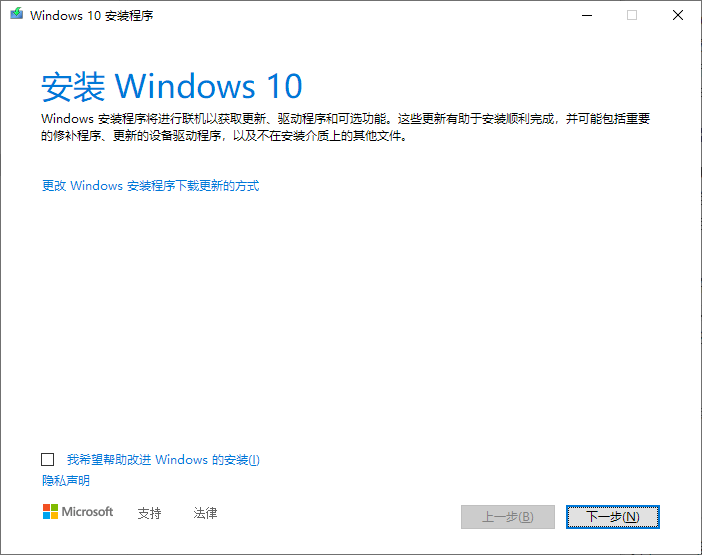 Windows 10 安装程序
安装 Windows 10
Windows 安装程序将进行联机以获取更新、驱动程序和可选功能。这些更新有助于安装顺利完成，并可能包括重要
的修补程序、更新的设备驱动程序，以及不在安装介质上的其他文件。
更改 Windows 安装程序下载更新的方式
我希望帮助改进 Windows 的安装(I)
隐私声明
Microsoft 支持 法律 上一步(B) 下一步(N)